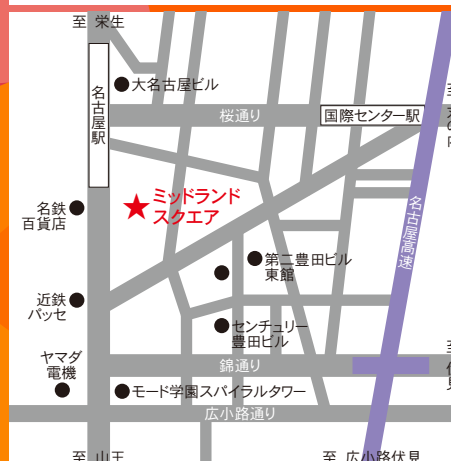 至 栄生
大名古屋ビル
名古屋駅
桜通り
国際センター駅
至
名鉄
百貨店
ミッドランド
スクエア
名古屋高速
第二豊田ビル
東館
近鉄
パッセ
センチュリー
豊田ビル
ヤマダ
電機
錦通り
至
モード学園スパイラルタワー
広小路通り
至 山王
至 広小路伏見